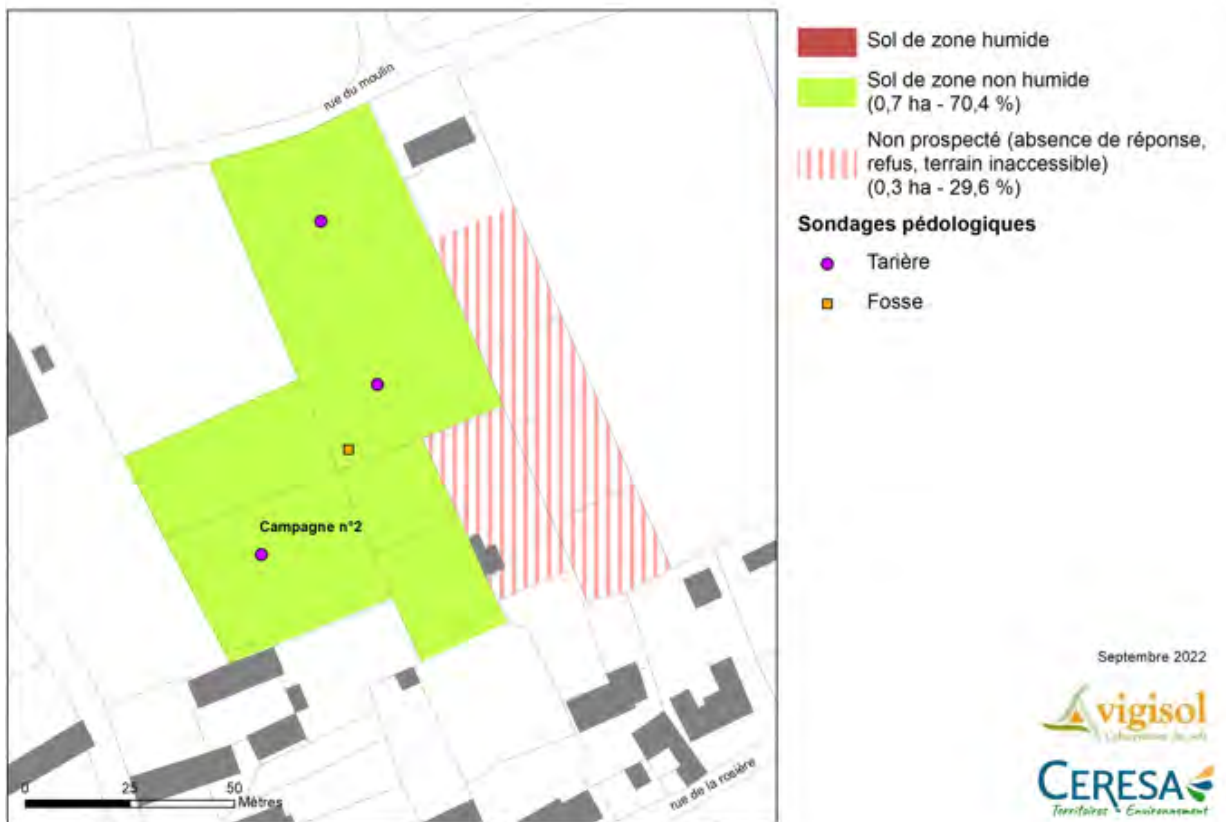 rue du moulin
Campagne n°2
0 25 50
Mètres
rue de la rosière
Sol de zone humide
Sol de zone non humide
(0,7 ha - 70,4 %)
Non prospecté (absence de réponse,
refus, terrain inaccessible)
(0,3 ha - 29,6 %)
Sondages pédologiques
Tarière
Fosse
Septembre 2022
vigisol
CERESA
Territoires - Environnement